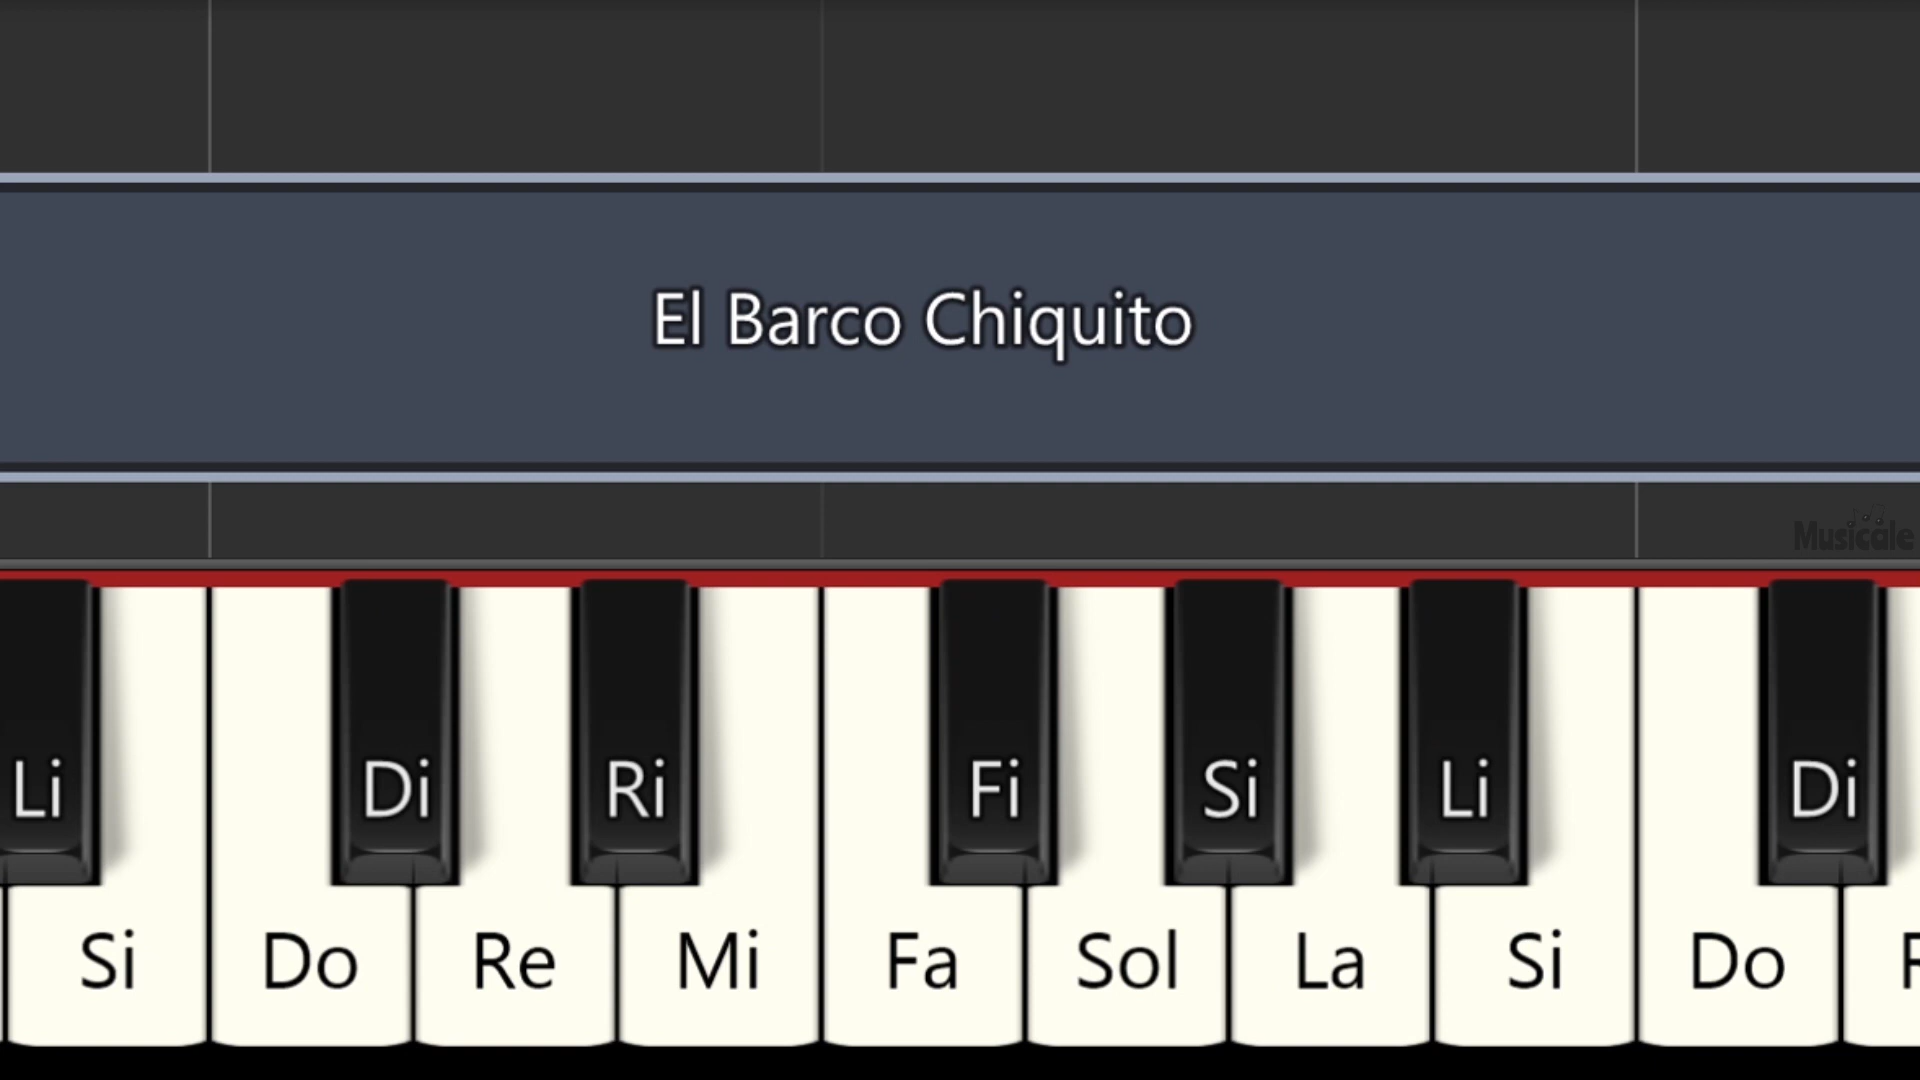 El Barco Chiquito
Musicale
Li Di Ri Fi Si Li Di
Si Do Re Mi Fa Sol La Si Do